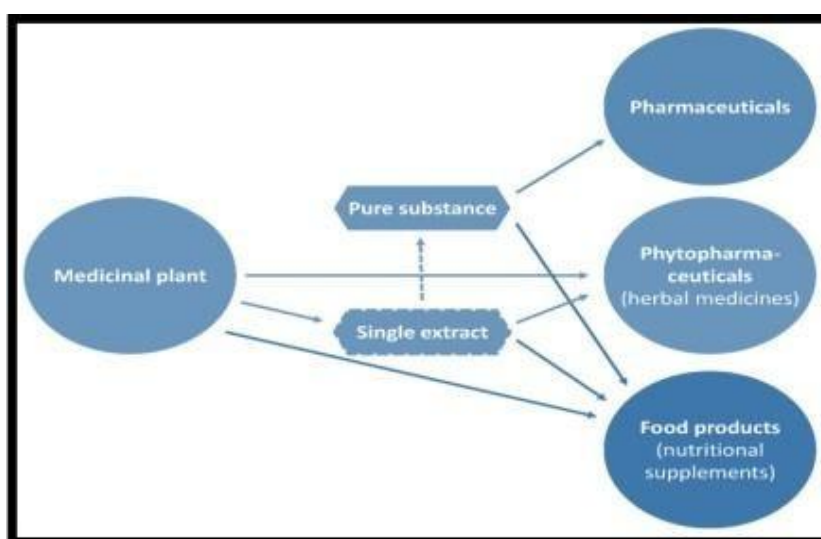 Pharmaceuticals
Pure substance
Medicinal plant
Phytopharma-
ceuticals
(herbal medicines)
Single extract
Food products
(nutritional
supplements)